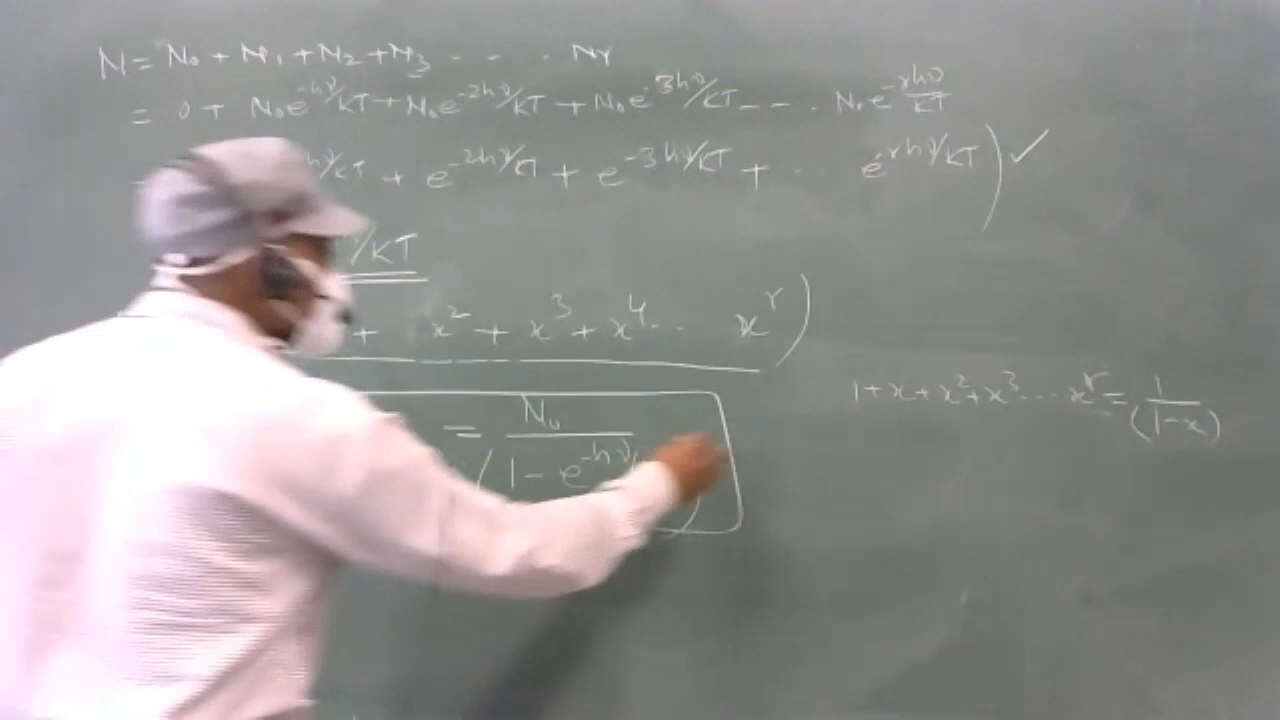 N = N₀ + N₁ + N₂ + N₃ - - . Nr
= 0 + N₀e^-hν/KT + N₀e^-2hν/KT + N₀e^-3hν/KT - - . N₀e^-rhν/KT
hν/KT + e^-2hν/KT + e^-3hν/KT + ... e^-rhν/KT ) ✓
/KT
+ x² + x³ + x⁴ ... x^r )
1+x+x²+x³...x^r = 1/(1-x)
= N₀/(1 - e^-hν/ )